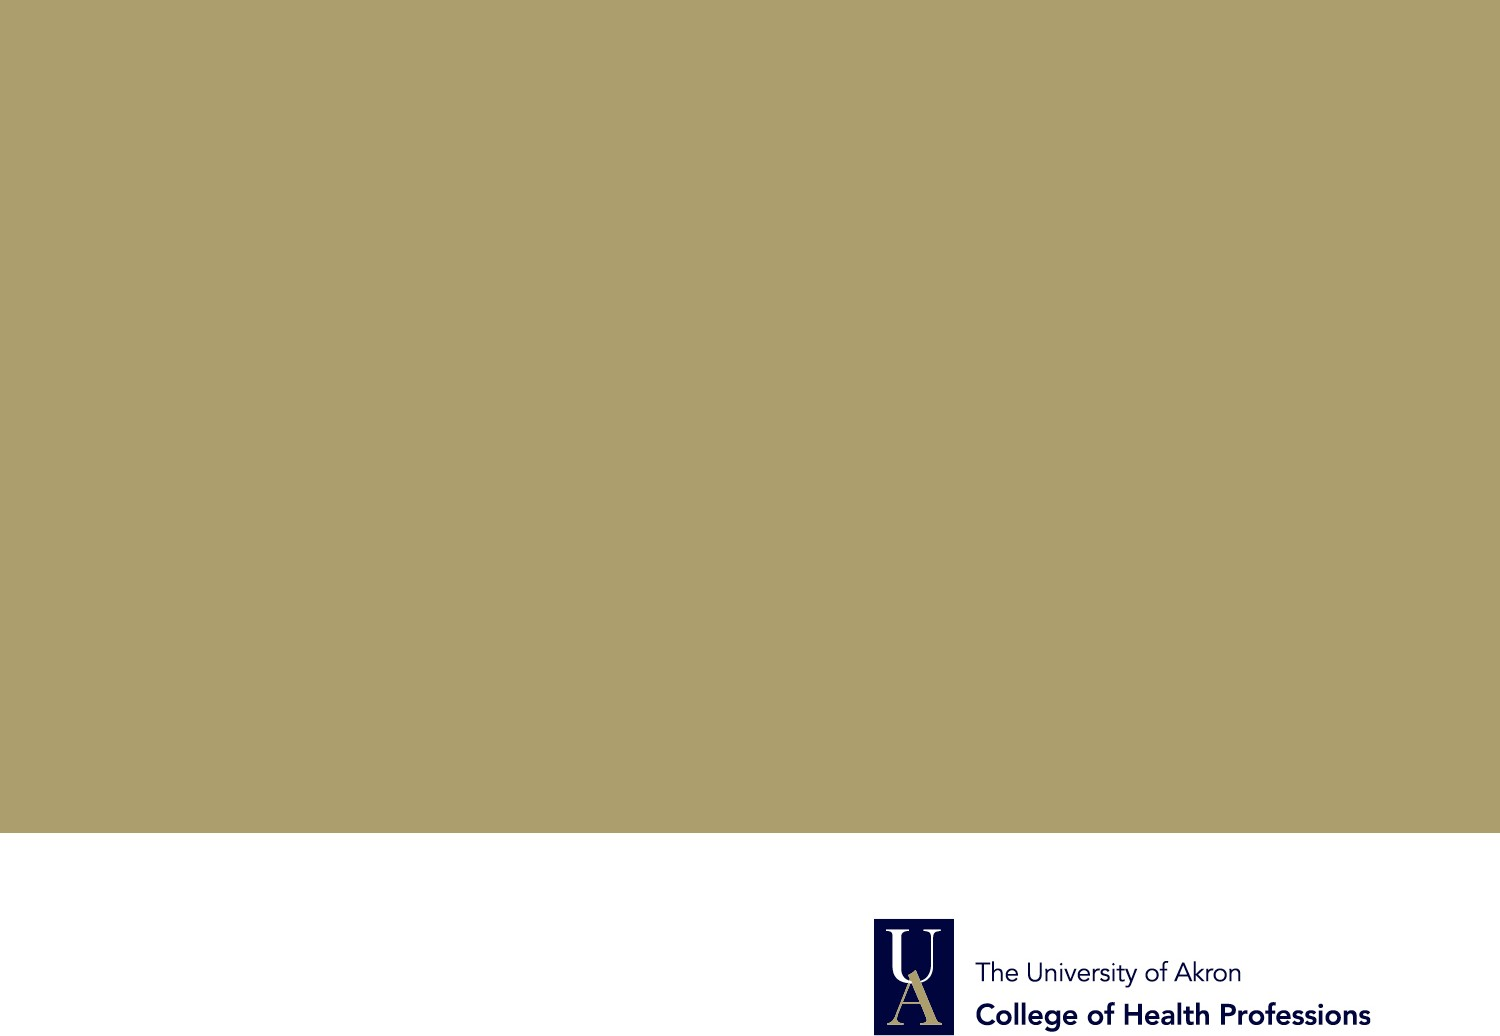 UA
The University of Akron
College of Health Professions